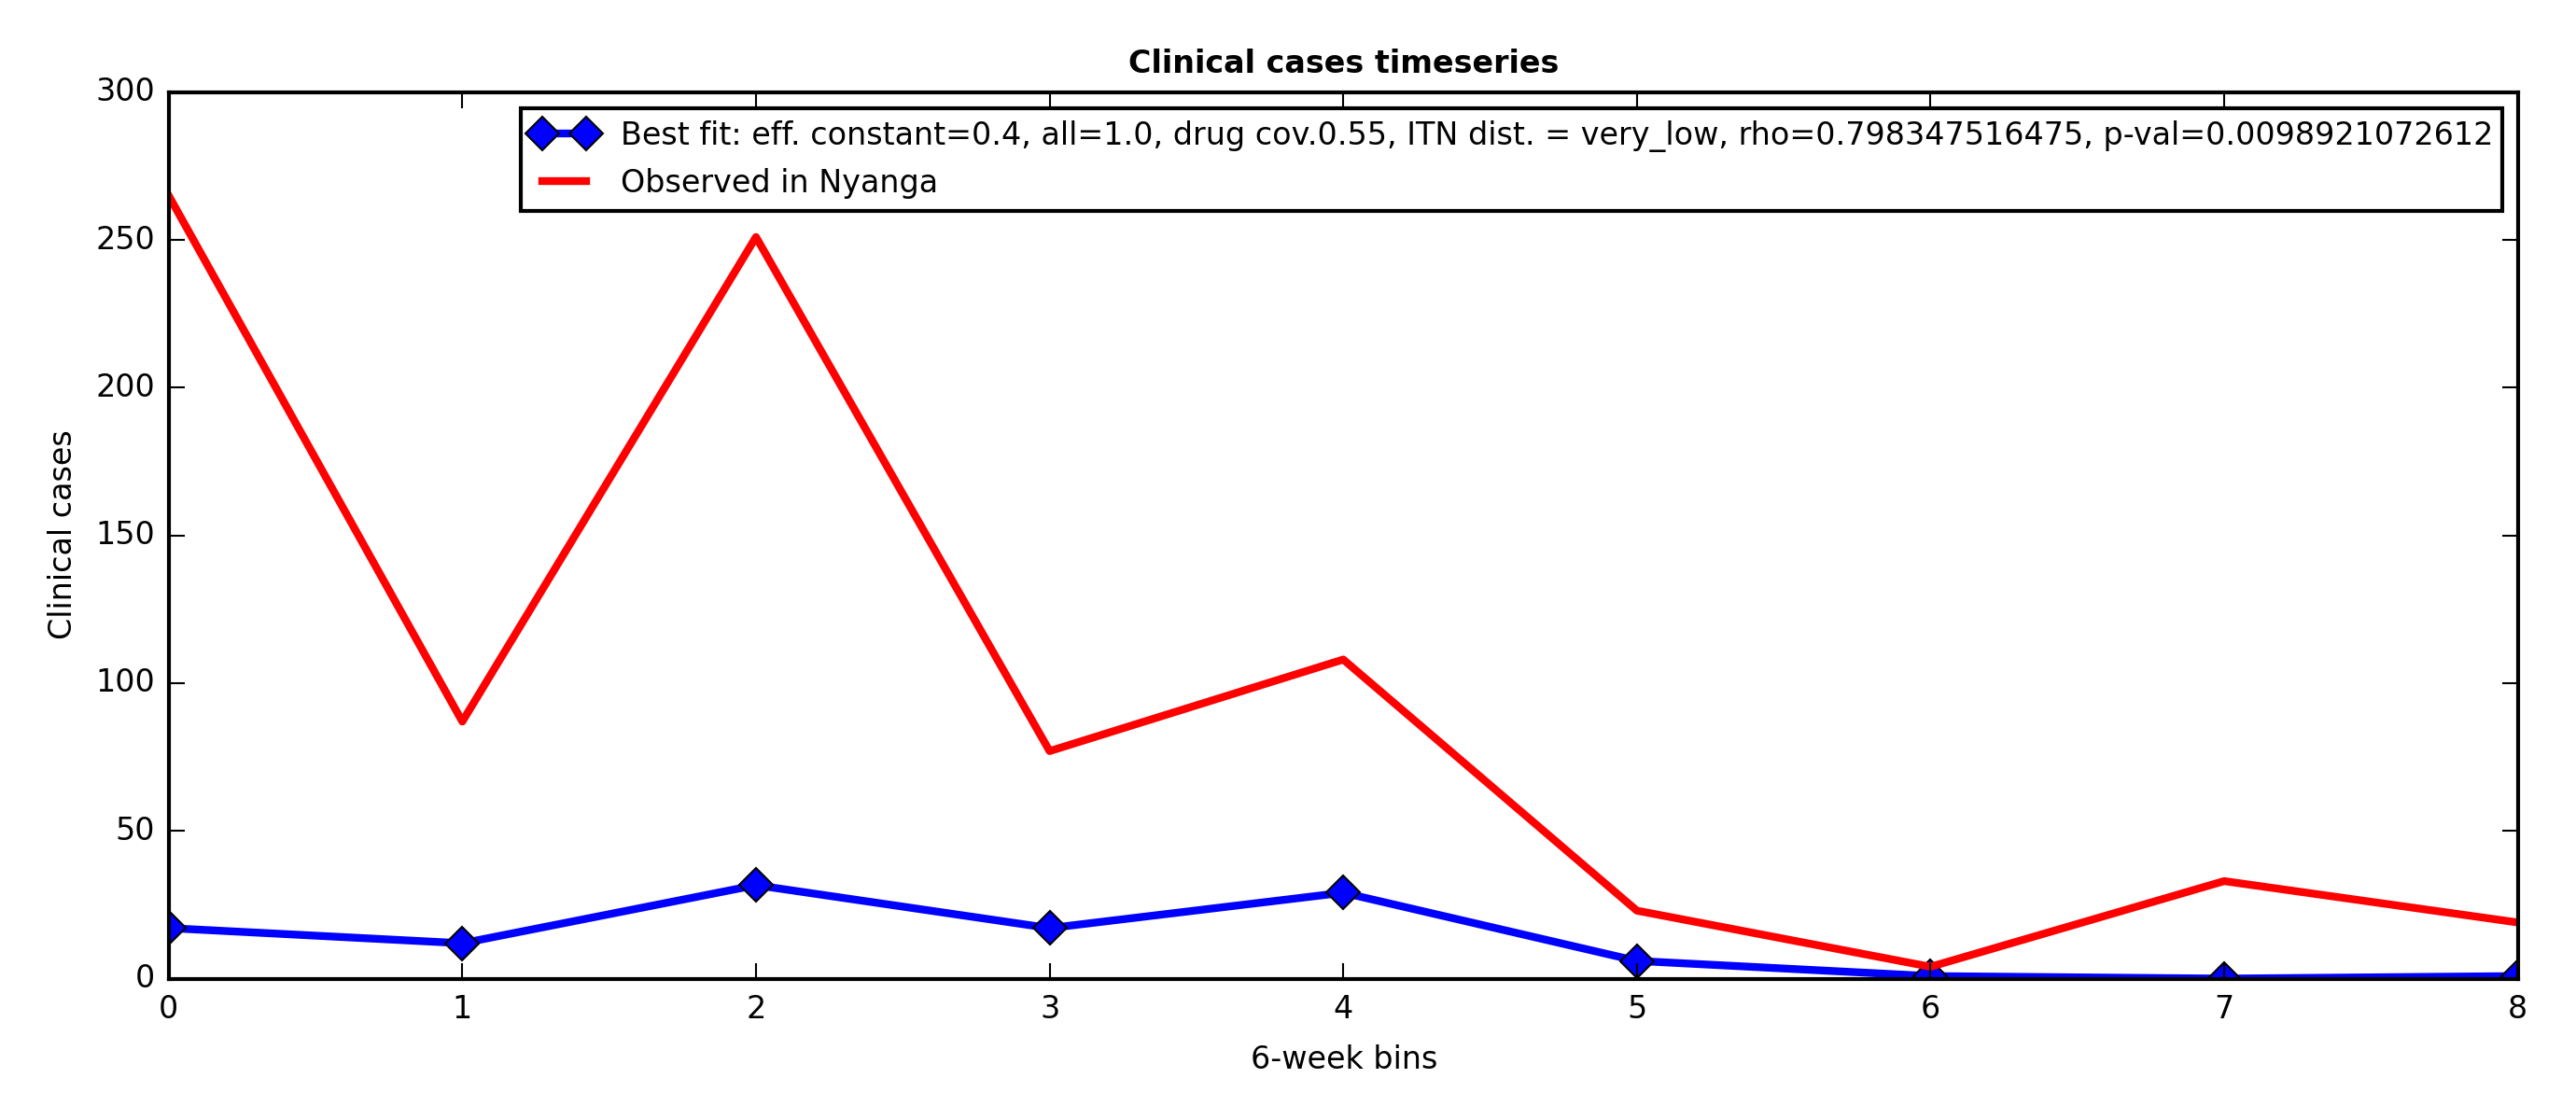 Clinical cases timeseries
300
250
200
150
100
50
0
Clinical cases
Best fit: eff. constant=0.4, all=1.0, drug cov.0.55, ITN dist. = very_low, rho=0.798347516475, p-val=0.0098921072612
Observed in Nyanga
0 1 2 3 4 5 6 7 8
6-week bins